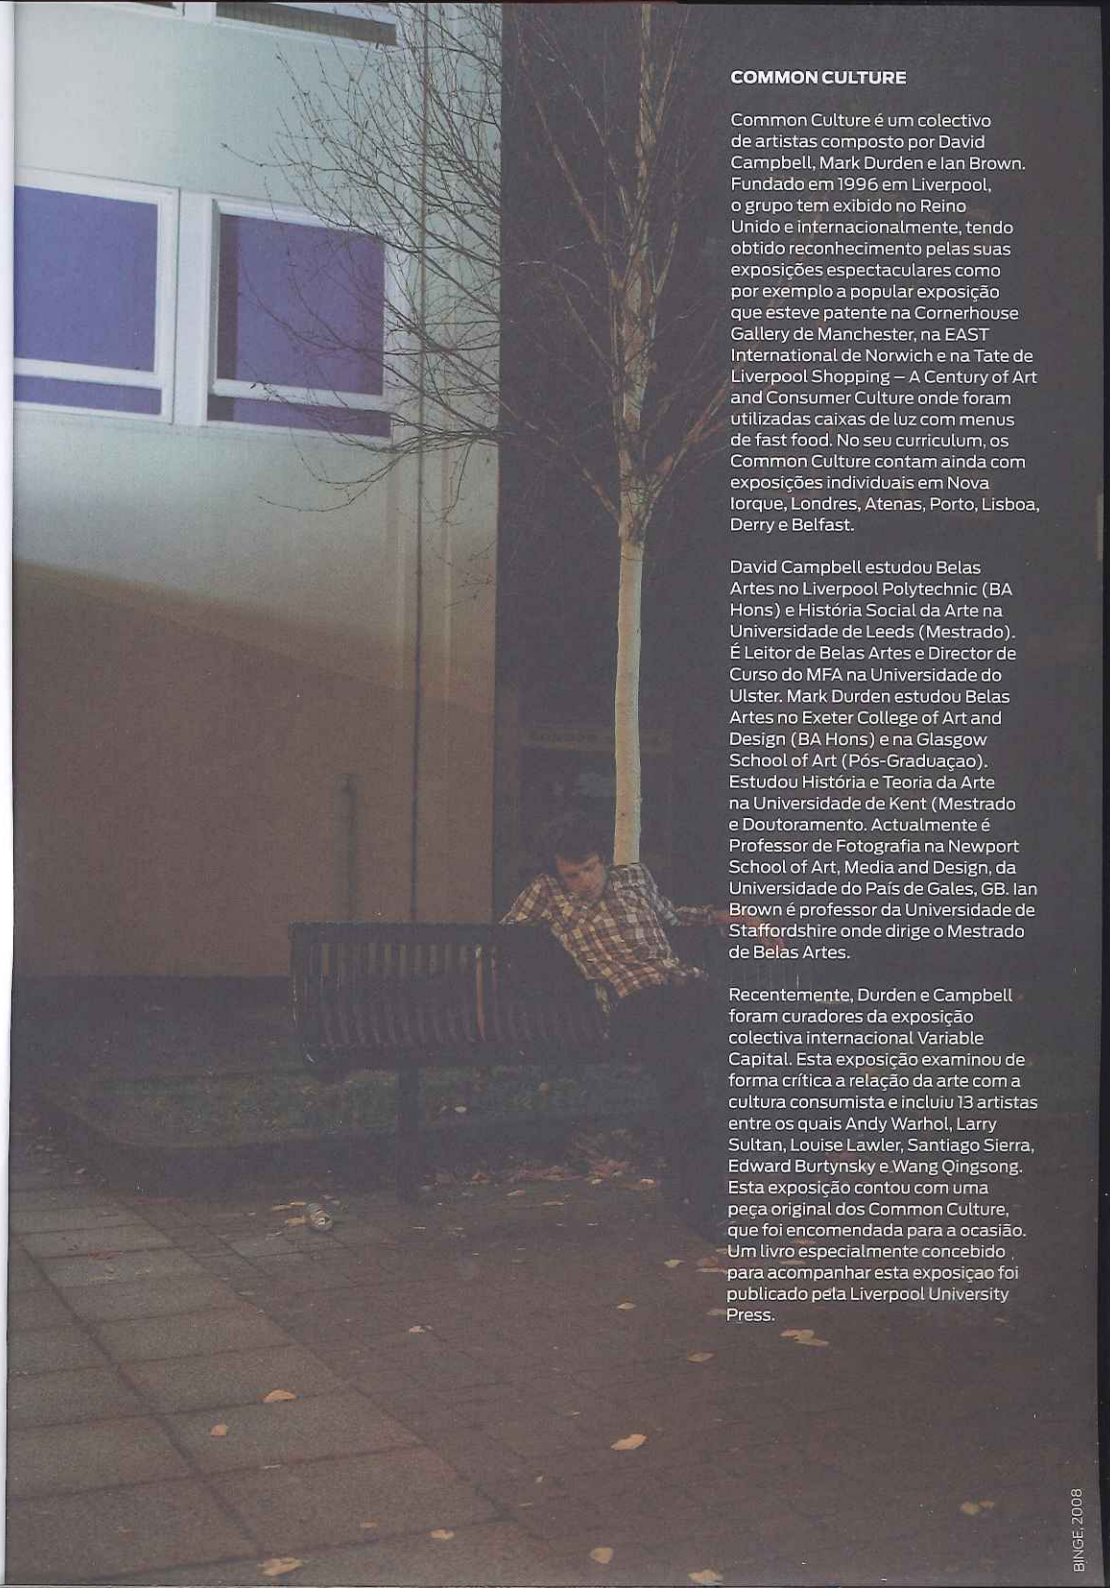 COMMON CULTURE
Common Culture é um colectivo
de artistas composto por David
Campbell, Mark Durden e Ian Brown.
Fundado em 1996 em Liverpool,
o grupo tem exibido no Reino
Unido e internacionalmente, tendo
obtido reconhecimento pelas suas
exposições espectaculares como
por exemplo a popular exposição
que esteve patente na Cornerhouse
Gallery de Manchester, na EAST
International de Norwich e na Tate de
Liverpool Shopping – A Century of Art
and Consumer Culture onde foram
utilizadas caixas de luz com menus
de fast food. No seu curriculum, os
Common Culture contam ainda com
exposições individuais em Nova
Iorque, Londres, Atenas, Porto, Lisboa,
Derry e Belfast.
David Campbell estudou Belas
Artes no Liverpool Polytechnic (BA
Hons) e História Social da Arte na
Universidade de Leeds (Mestrado).
É Leitor de Belas Artes e Director de
Curso do MFA na Universidade do
Ulster. Mark Durden estudou Belas
Artes no Exeter College of Art and
Design (BA Hons) e na Glasgow
School of Art (Pós-Graduaçao).
Estudou História e Teoria da Arte
na Universidade de Kent (Mestrado
e Doutoramento. Actualmente é
Professor de Fotografia na Newport
School of Art, Media and Design, da
Universidade do País de Gales, GB. Ian
Brown é professor da Universidade de
Staffordshire onde dirige o Mestrado
de Belas Artes.
Recentemente, Durden e Campbell
foram curadores da exposição
colectiva internacional Variable
Capital. Esta exposição examinou de
forma crítica a relação da arte com a
cultura consumista e incluiu 13 artistas
entre os quais Andy Warhol, Larry
Sultan, Louise Lawler, Santiago Sierra,
Edward Burtynsky e Wang Qingsong.
Esta exposição contou com uma
peça original dos Common Culture,
que foi encomendada para a ocasião.
Um livro especialmente concebido
para acompanhar esta exposiçao foi
publicado pela Liverpool University
Press.
BINGE, 2008